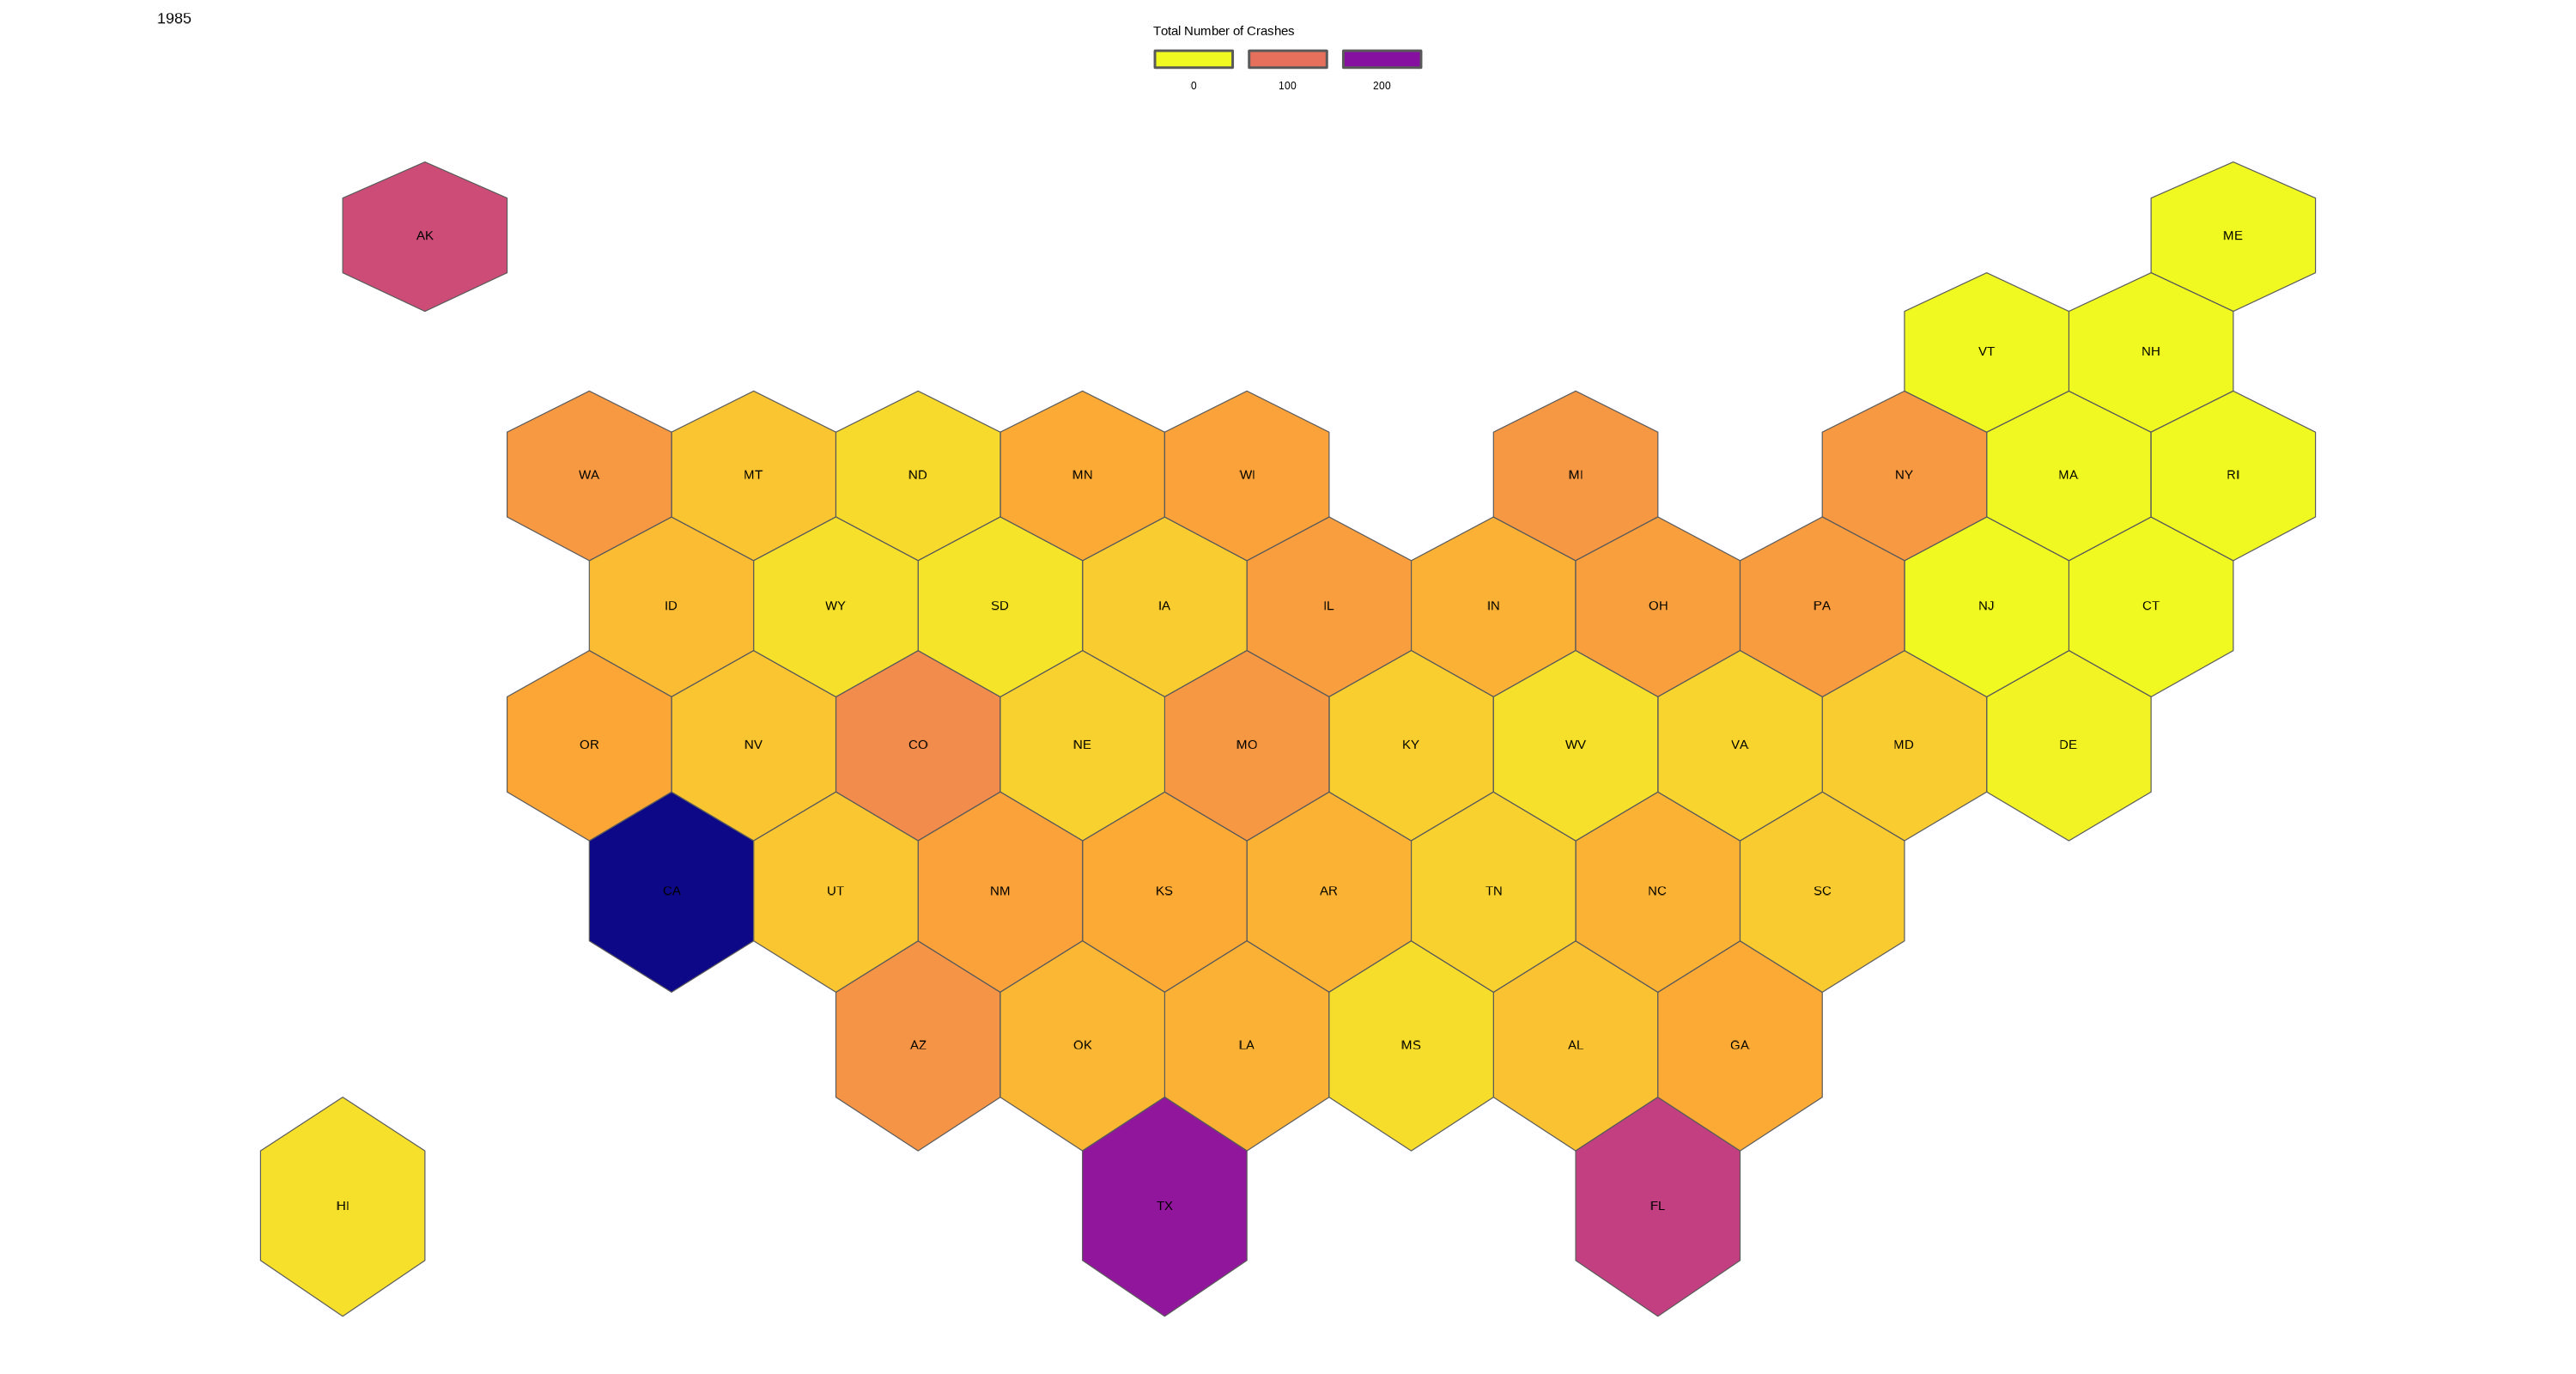 1985
Total Number of Crashes
0 100 200
AK ME
VT NH
WA MT ND MN WI MI NY MA RI
ID WY SD IA IL IN OH PA NJ CT
OR NV CO NE MO KY WV VA MD DE
CA UT NM KS AR TN NC SC
AZ OK LA MS AL GA
HI TX FL